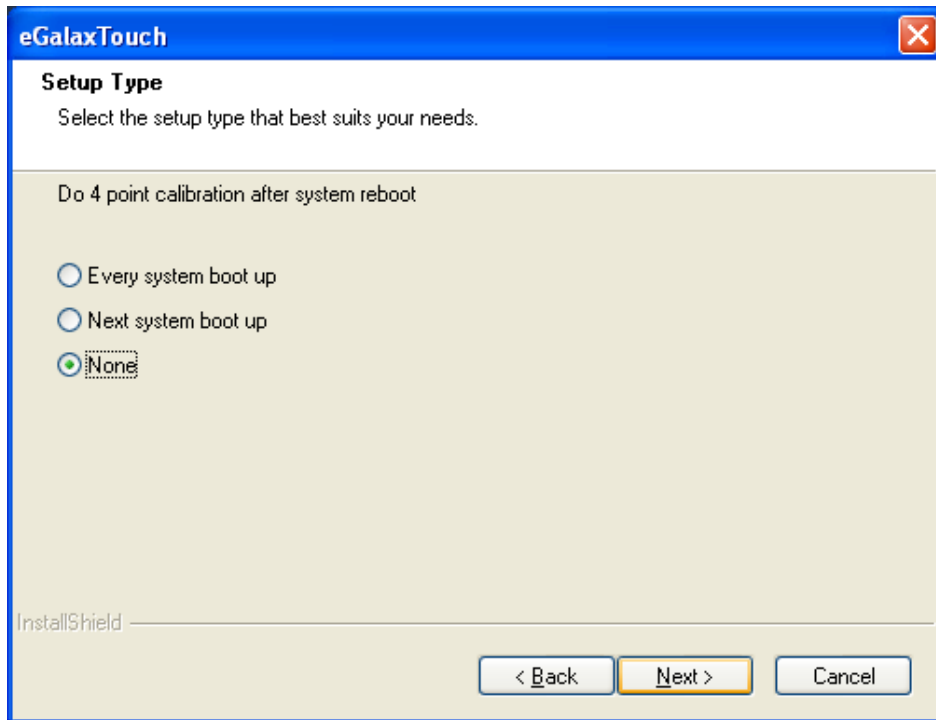 eGalaxTouch
Setup Type
Select the setup type that best suits your needs.
Do 4 point calibration after system reboot
Every system boot up
Next system boot up
None
InstallShield
< Back Next > Cancel